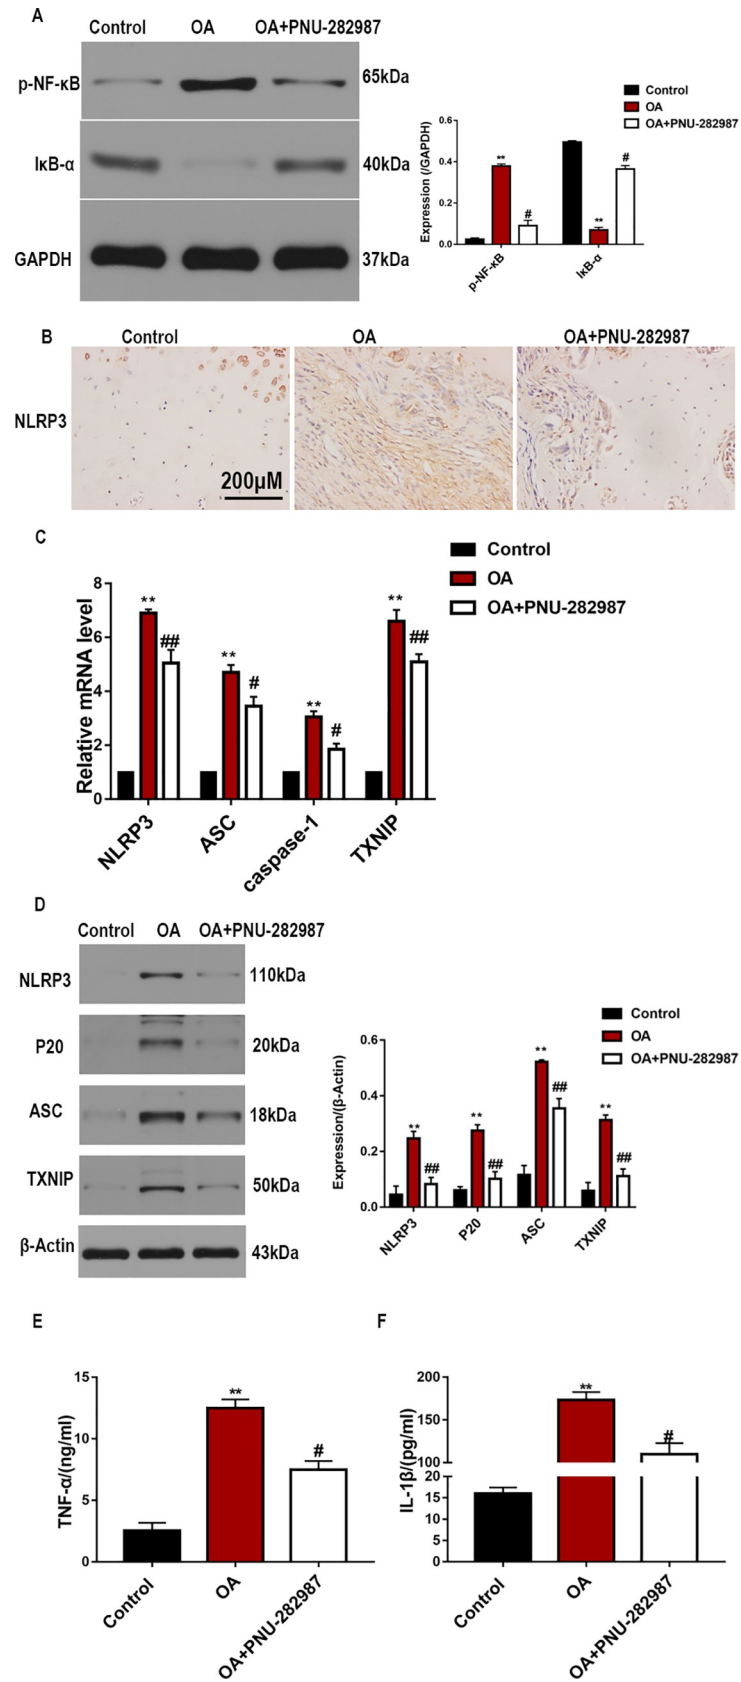 A
Control OA OA+PNU-282987
p-NF-κB 65kDa
IκB-α 40kDa
GAPDH 37kDa
Control
OA
OA+PNU-282987
Expression (/GAPDH)
0.6
0.4
0.2
0.0
** # ** #
p-NF-κB IκB-α
B
Control OA OA+PNU-282987
NLRP3
200μM
C
Control
OA
OA+PNU-282987
Relative mRNA level
8
6
4
2
0
** ## ** # ** # ** ##
NLRP3 ASC caspase-1 TXNIP
D
Control OA OA+PNU-282987
NLRP3 110kDa
P20 20kDa
ASC 18kDa
TXNIP 50kDa
β-Actin 43kDa
Control
OA
OA+PNU-282987
Expression/(β-Actin)
0.6
0.4
0.2
0.0
** ## ** ## ** ## ** ##
NLRP3 P20 ASC TXNIP
E
TNF-α/(ng/ml)
15
10
5
0
** #
Control OA OA+PNU-282987
F
IL-1β/(pg/ml)
200
150
100
20
15
10
5
0
** #
Control OA OA+PNU-282987